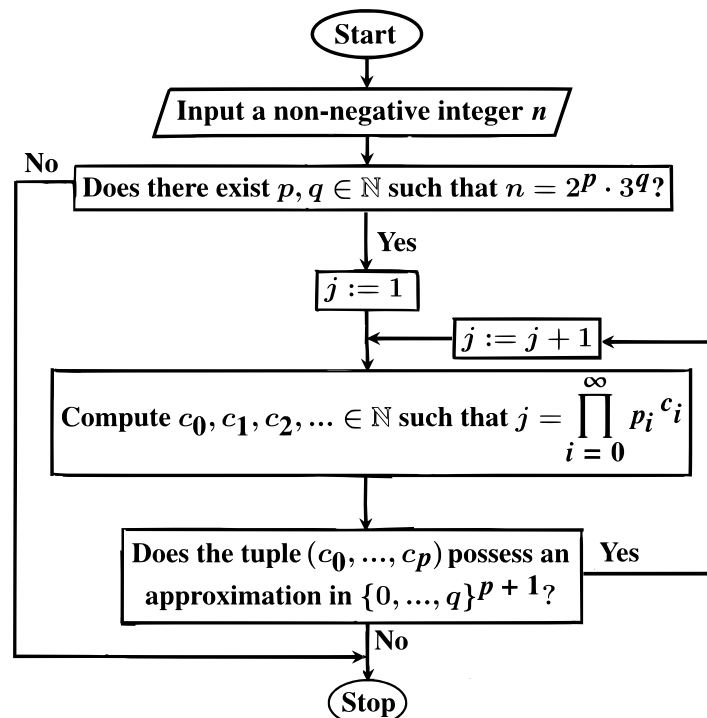 Start
Input a non-negative integer n
No
Does there exist p, q ∈ ℕ such that n = 2^p · 3^q?
Yes
j := 1
j := j + 1
Compute c_0, c_1, c_2, ... ∈ ℕ such that j = ∏_{i = 0}^{∞} p_i^{c_i}
Does the tuple (c_0, ..., c_p) possess an
approximation in {0, ..., q}^{p + 1}?
Yes
No
Stop